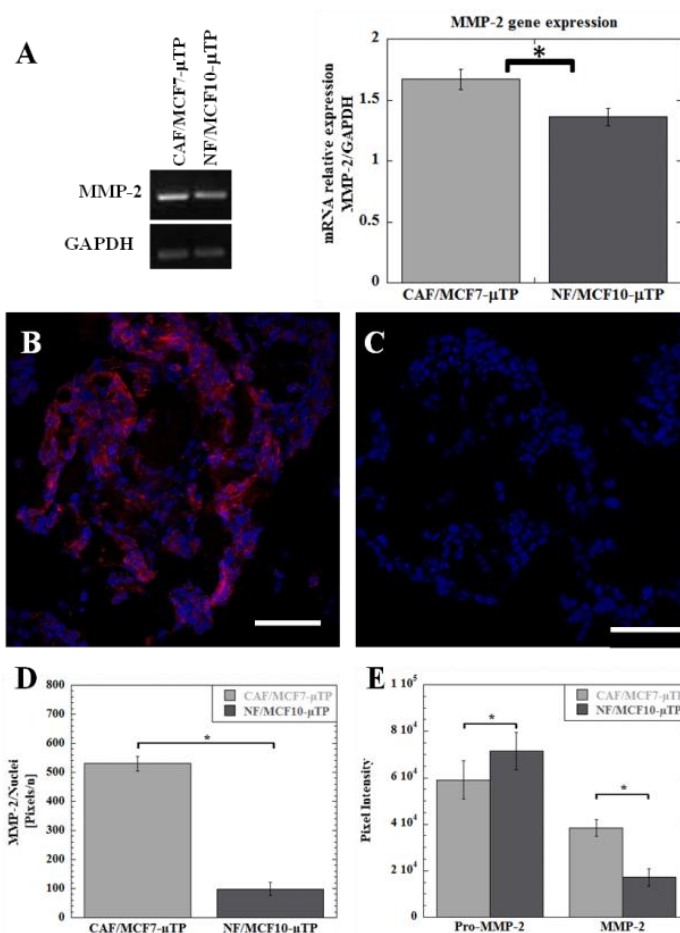 A
CAF/MCF7-μTP
NF/MCF10-μTP
MMP-2
GAPDH
MMP-2 gene expression
2
1.5
1
0.5
0
mRNA relative expression
MMP-2/GAPDH
*
CAF/MCF7-μTP
NF/MCF10-μTP
B
C
D
800
700
600
500
400
300
200
100
0
MMP-2/Nuclei
[Pixels/n]
CAF/MCF7-μTP
NF/MCF10-μTP
*
CAF/MCF7-μTP
NF/MCF10-μTP
E
1 10⁵
8 10⁴
6 10⁴
4 10⁴
2 10⁴
0
Pixel Intensity
CAF/MCF7-μTP
NF/MCF10-μTP
*
*
Pro-MMP-2
MMP-2